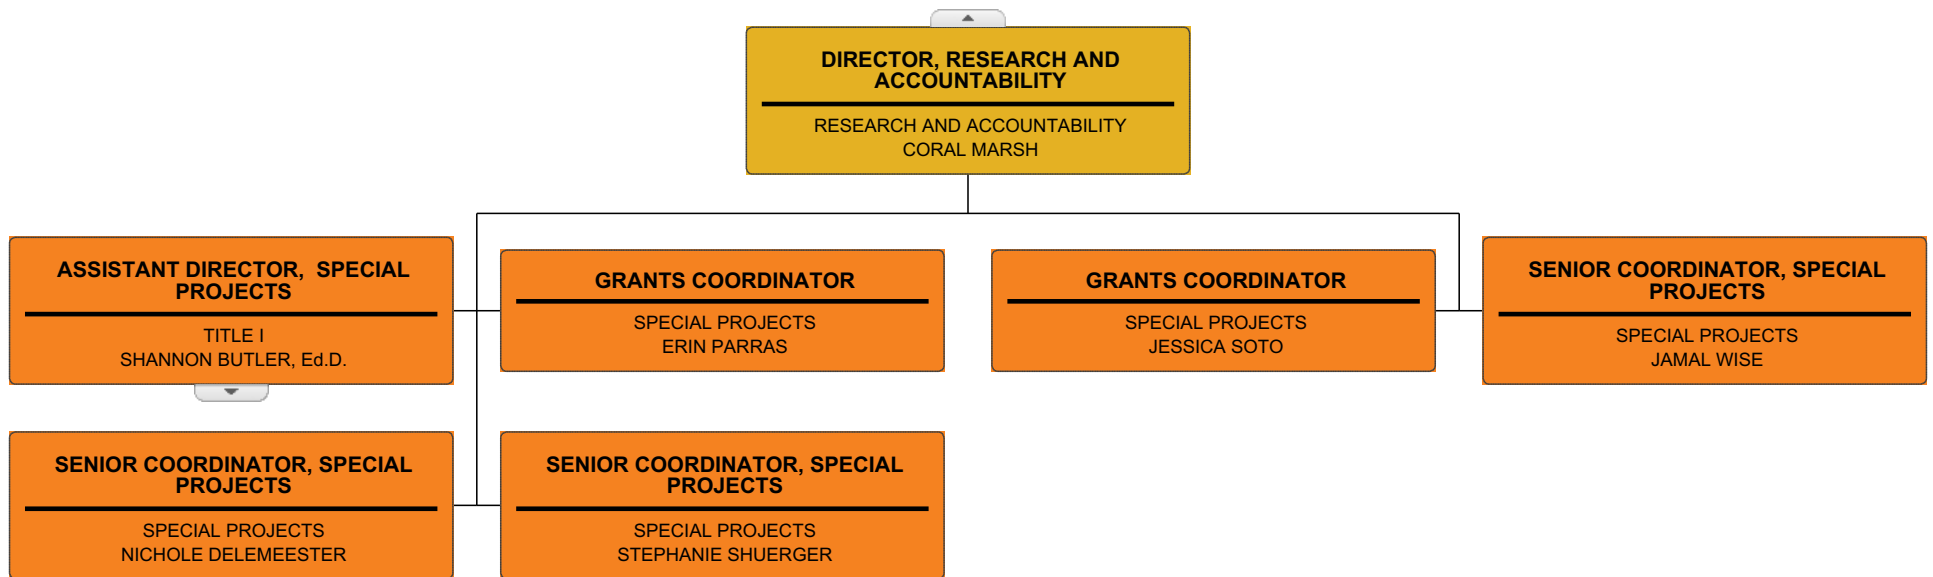 DIRECTOR, RESEARCH AND
ACCOUNTABILITY
RESEARCH AND ACCOUNTABILITY
CORAL MARSH
ASSISTANT DIRECTOR,  SPECIAL
PROJECTS
TITLE I
SHANNON BUTLER, Ed.D.
GRANTS COORDINATOR
SPECIAL PROJECTS
ERIN PARRAS
GRANTS COORDINATOR
SPECIAL PROJECTS
JESSICA SOTO
SENIOR COORDINATOR, SPECIAL
PROJECTS
SPECIAL PROJECTS
JAMAL WISE
SENIOR COORDINATOR, SPECIAL
PROJECTS
SPECIAL PROJECTS
NICHOLE DELEMEESTER
SENIOR COORDINATOR, SPECIAL
PROJECTS
SPECIAL PROJECTS
STEPHANIE SHUERGER